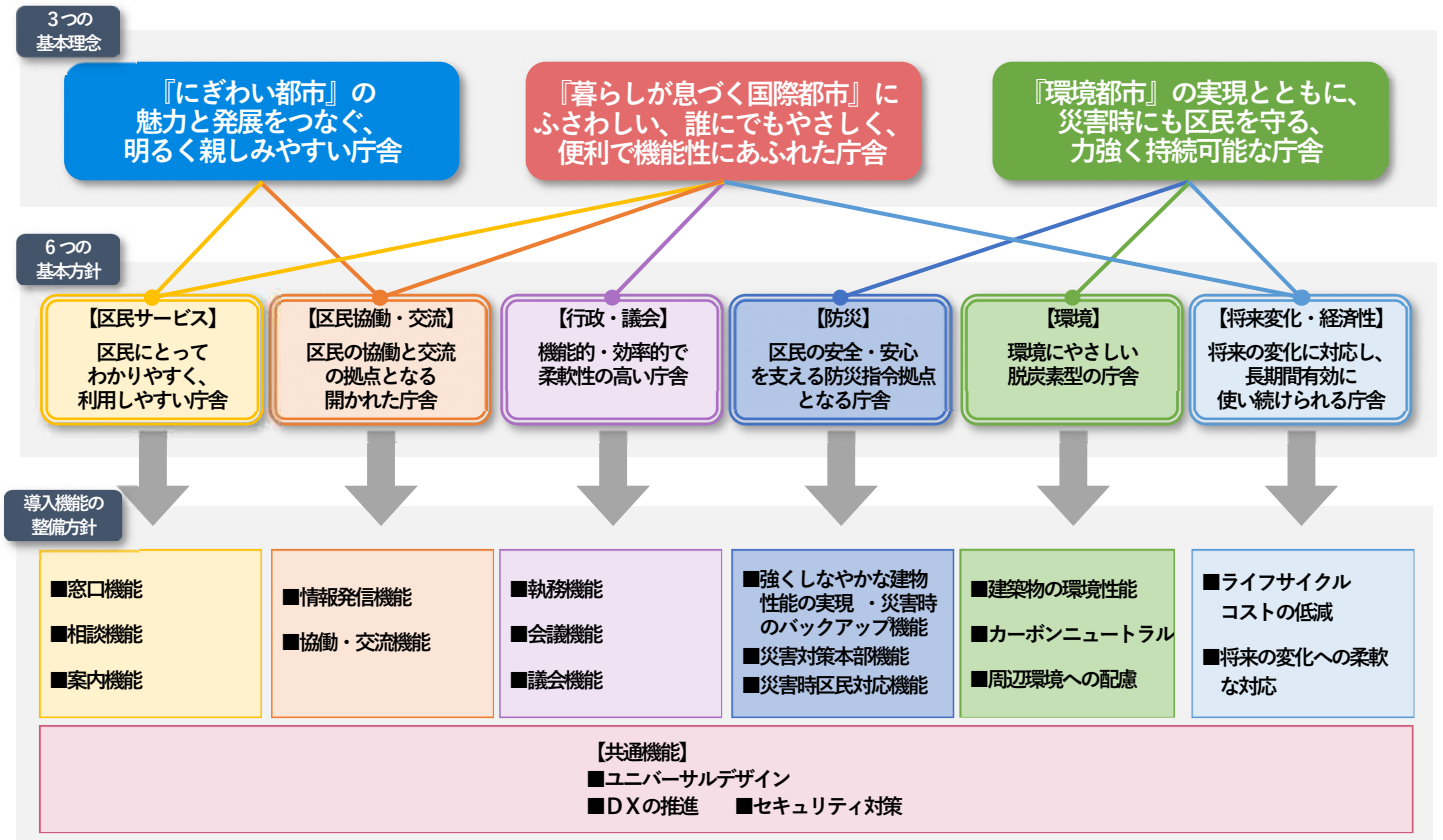 3つの
基本理念
『にぎわい都市』の
魅力と発展をつなぐ、
明るく親しみやすい庁舎
『暮らしが息づく国際都市』に
ふさわしい、誰にでもやさしく、
便利で機能性にあふれた庁舎
『環境都市』の実現とともに、
災害時にも区民を守る、
力強く持続可能な庁舎
6つの
基本方針
【区民サービス】
区民にとって
わかりやすく、
利用しやすい庁舎
【区民協働・交流】
区民の協働と交流
の拠点となる
開かれた庁舎
【行政・議会】
機能的・効率的で
柔軟性の高い庁舎
【防災】
区民の安全・安心
を支える防災指令拠点
となる庁舎
【環境】
環境にやさしい
脱炭素型の庁舎
【将来変化・経済性】
将来の変化に対応し、
長期間有効に
使い続けられる庁舎
導入機能の
整備方針
■窓口機能
■相談機能
■案内機能
■情報発信機能
■協働・交流機能
■執務機能
■会議機能
■議会機能
■強くしなやかな建物
性能の実現 ・災害時
のバックアップ機能
■災害対策本部機能
■災害時区民対応機能
■建築物の環境性能
■カーボンニュートラル
■周辺環境への配慮
■ライフサイクル
コストの低減
■将来の変化への柔軟
な対応
【共通機能】
■ユニバーサルデザイン
■DXの推進 ■セキュリティ対策